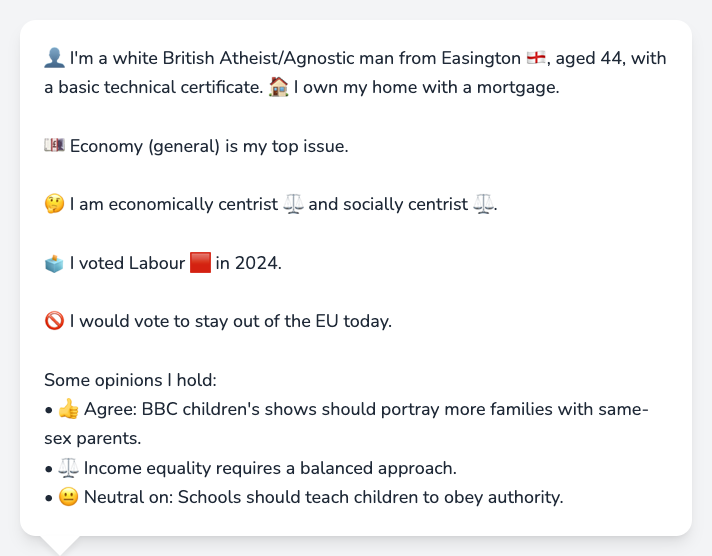 👤 I'm a white British Atheist/Agnostic man from Easington 🏴󠁧󠁢󠁥󠁮󠁧󠁿, aged 44, with
a basic technical certificate. 🏠 I own my home with a mortgage.
💷 Economy (general) is my top issue.
🤔 I am economically centrist ⚖️ and socially centrist ⚖️.
🗳️ I voted Labour 🟥 in 2024.
🚫 I would vote to stay out of the EU today.
Some opinions I hold:
• 👍 Agree: BBC children's shows should portray more families with same-
sex parents.
• ⚖️ Income equality requires a balanced approach.
• 😐 Neutral on: Schools should teach children to obey authority.